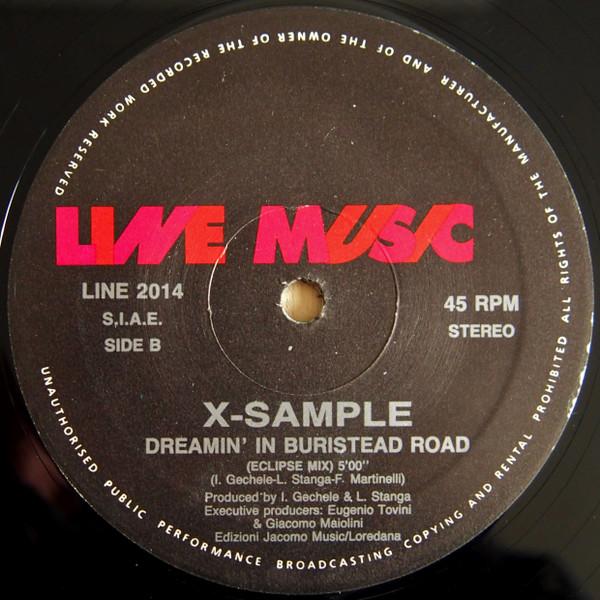 ALL RIGHTS OF THE MANUFACTURER AND OF THE OWNER OF THE RECORDED WORK RESERVED
LINE MUSIC
LINE 2014
S.I.A.E.
SIDE B
45 RPM
STEREO
X-SAMPLE
DREAMIN' IN BURISTEAD ROAD
(ECLIPSE MIX) 5'00"
(I. Gechele-L. Stanga-F. Martinelli)
Produced by I. Gechele & L. Stanga
Executive producers: Eugenio Tovini
& Giacomo Maiolini
Edizioni Jacomo Music/Loredana
UNAUTHORISED PUBLIC PERFORMANCE BROADCASTING COPYING AND RENTAL PROHIBITED